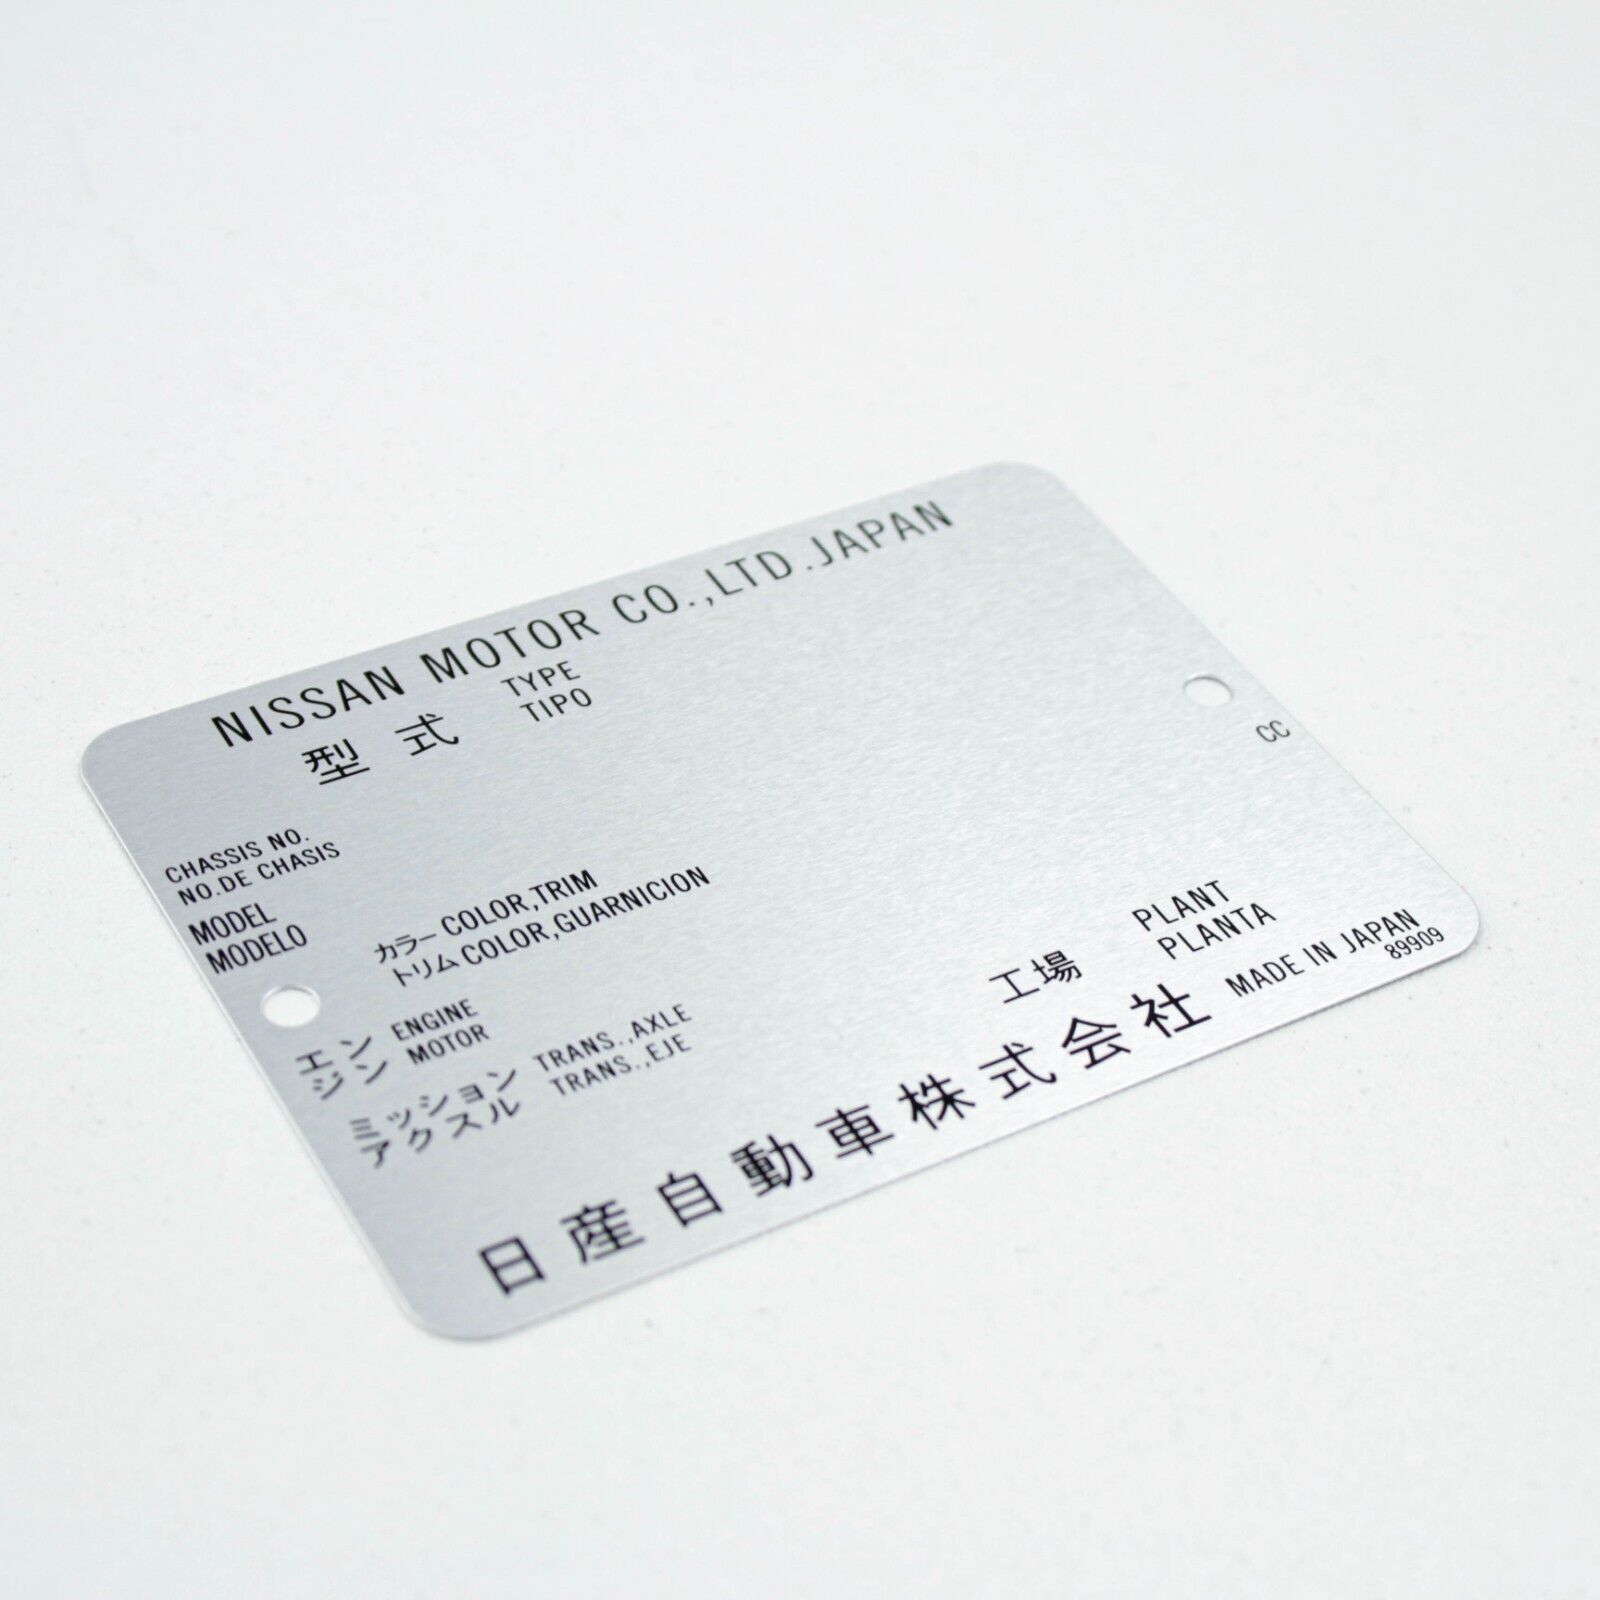 NISSAN MOTOR CO.,LTD.JAPAN
型式 TYPE
TIPO
CC
CHASSIS NO.
NO.DE CHASIS
MODEL
MODELO
カラー COLOR,TRIM
トリム COLOR,GUARNICION
エン ENGINE
ジン MOTOR
ミッション TRANS.,AXLE
アクスル TRANS.,EJE
工場 PLANT
PLANTA
日産自動車株式会社 MADE IN JAPAN
89909